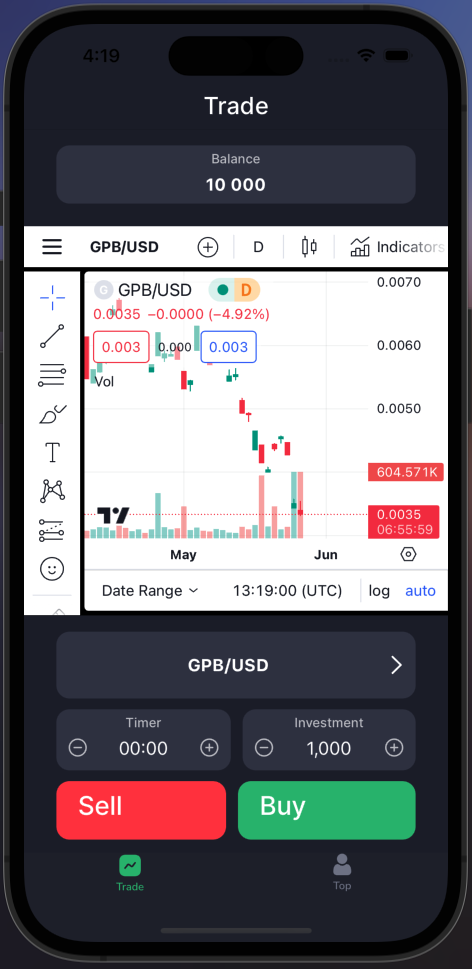 4:19
Trade
Balance
10 000
GPB/USD
D
Indicators
G GPB/USD D
0.0035 −0.0000 (−4.92%)
0.003 0.000 0.003
Vol
0.0070
0.0060
0.0050
604.571K
0.0035
06:55:59
T
May Jun
Date Range 13:19:00 (UTC) log auto
GPB/USD
Timer Investment
00:00 1,000
Sell Buy
Trade Top